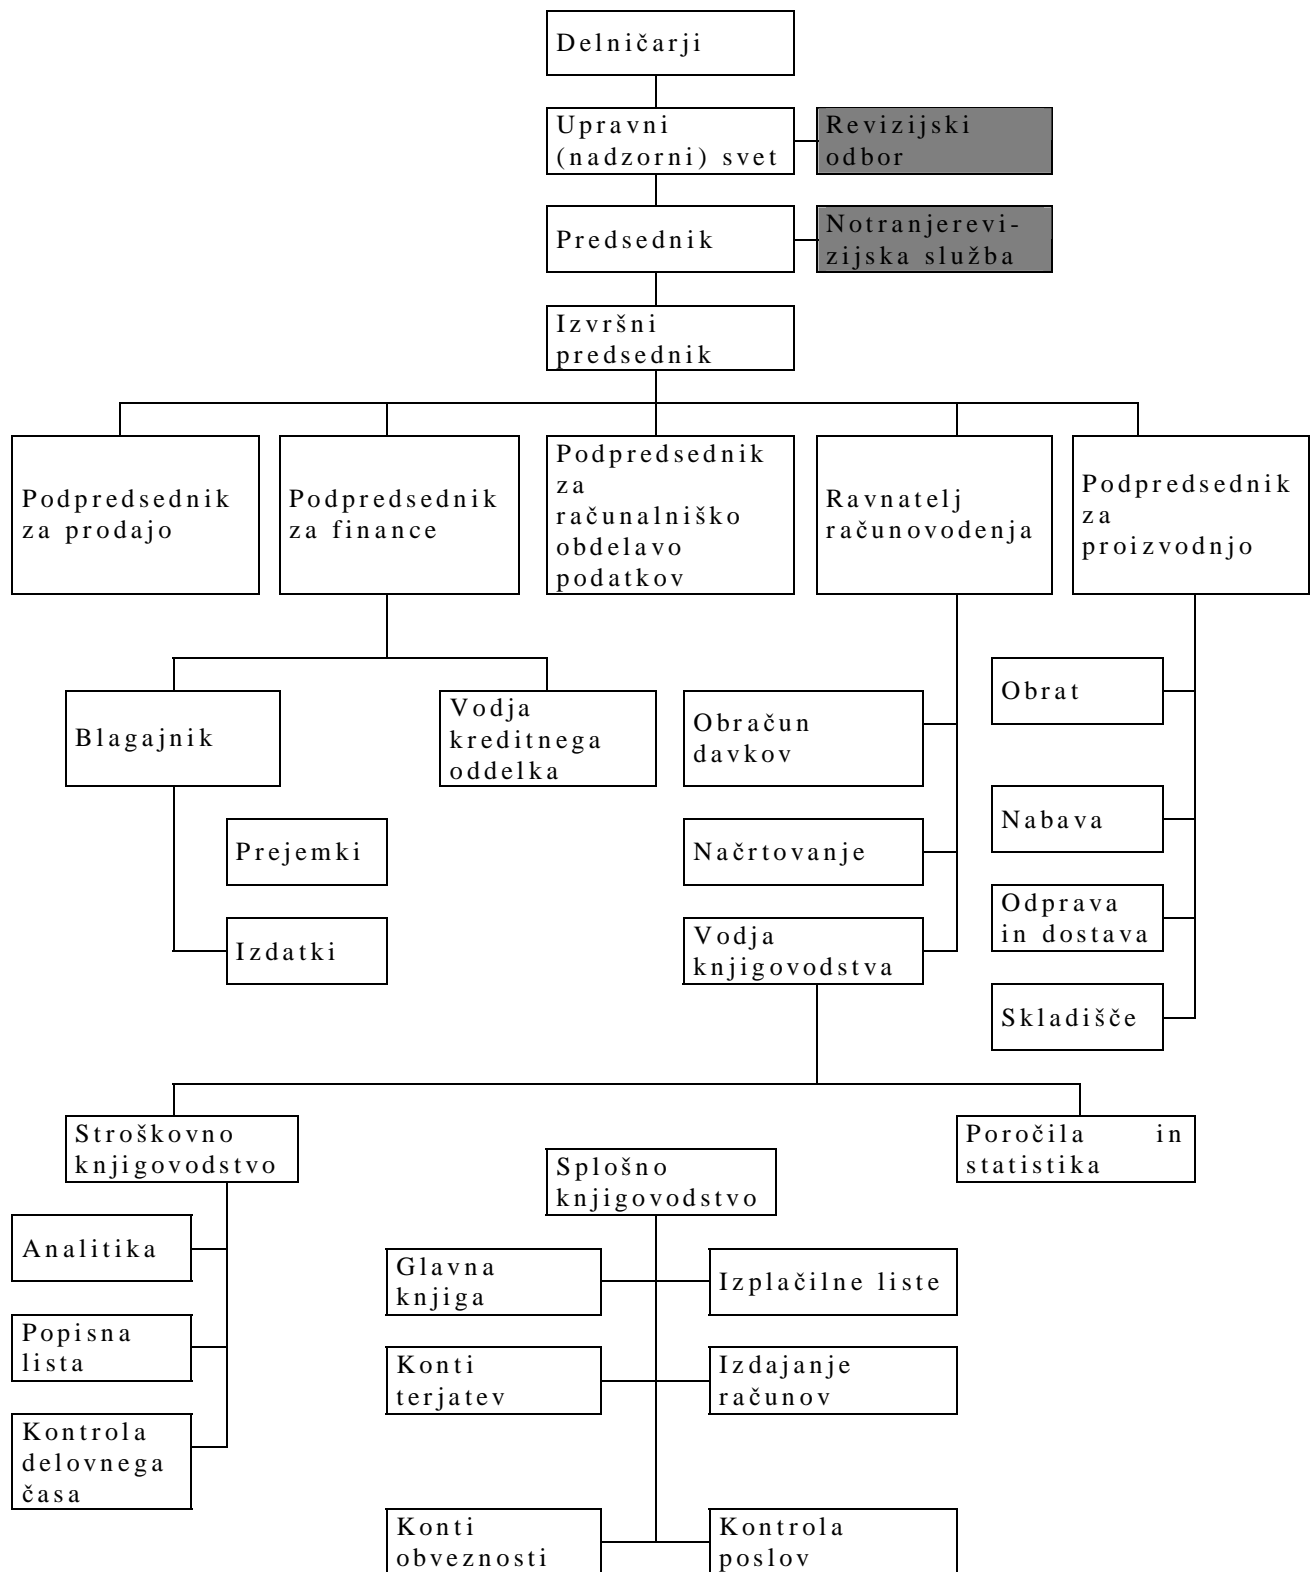 Delničarji
Upravni
(nadzorni) svet
Revizijski
odbor
Predsednik
Notranjerevi-
zijska služba
Izvršni
predsednik
Podpredsednik
za prodajo
Podpredsednik
za finance
Podpredsednik
za
računalniško
obdelavo
podatkov
Ravnatelj
računovodenja
Podpredsednik
za
proizvodnjo
Blagajnik
Vodja
kreditnega
oddelka
Obračun
davkov
Obrat
Prejemki
Načrtovanje
Nabava
Izdatki
Vodja
knjigovodstva
Odprava
in dostava
Skladišče
Stroškovno
knjigovodstvo
Splošno
knjigovodstvo
Poročila in
statistika
Analitika
Glavna
knjiga
Izplačilne liste
Popisna
lista
Konti
terjatev
Izdajanje
računov
Kontrola
delovnega
časa
Konti
obveznosti
Kontrola
poslov